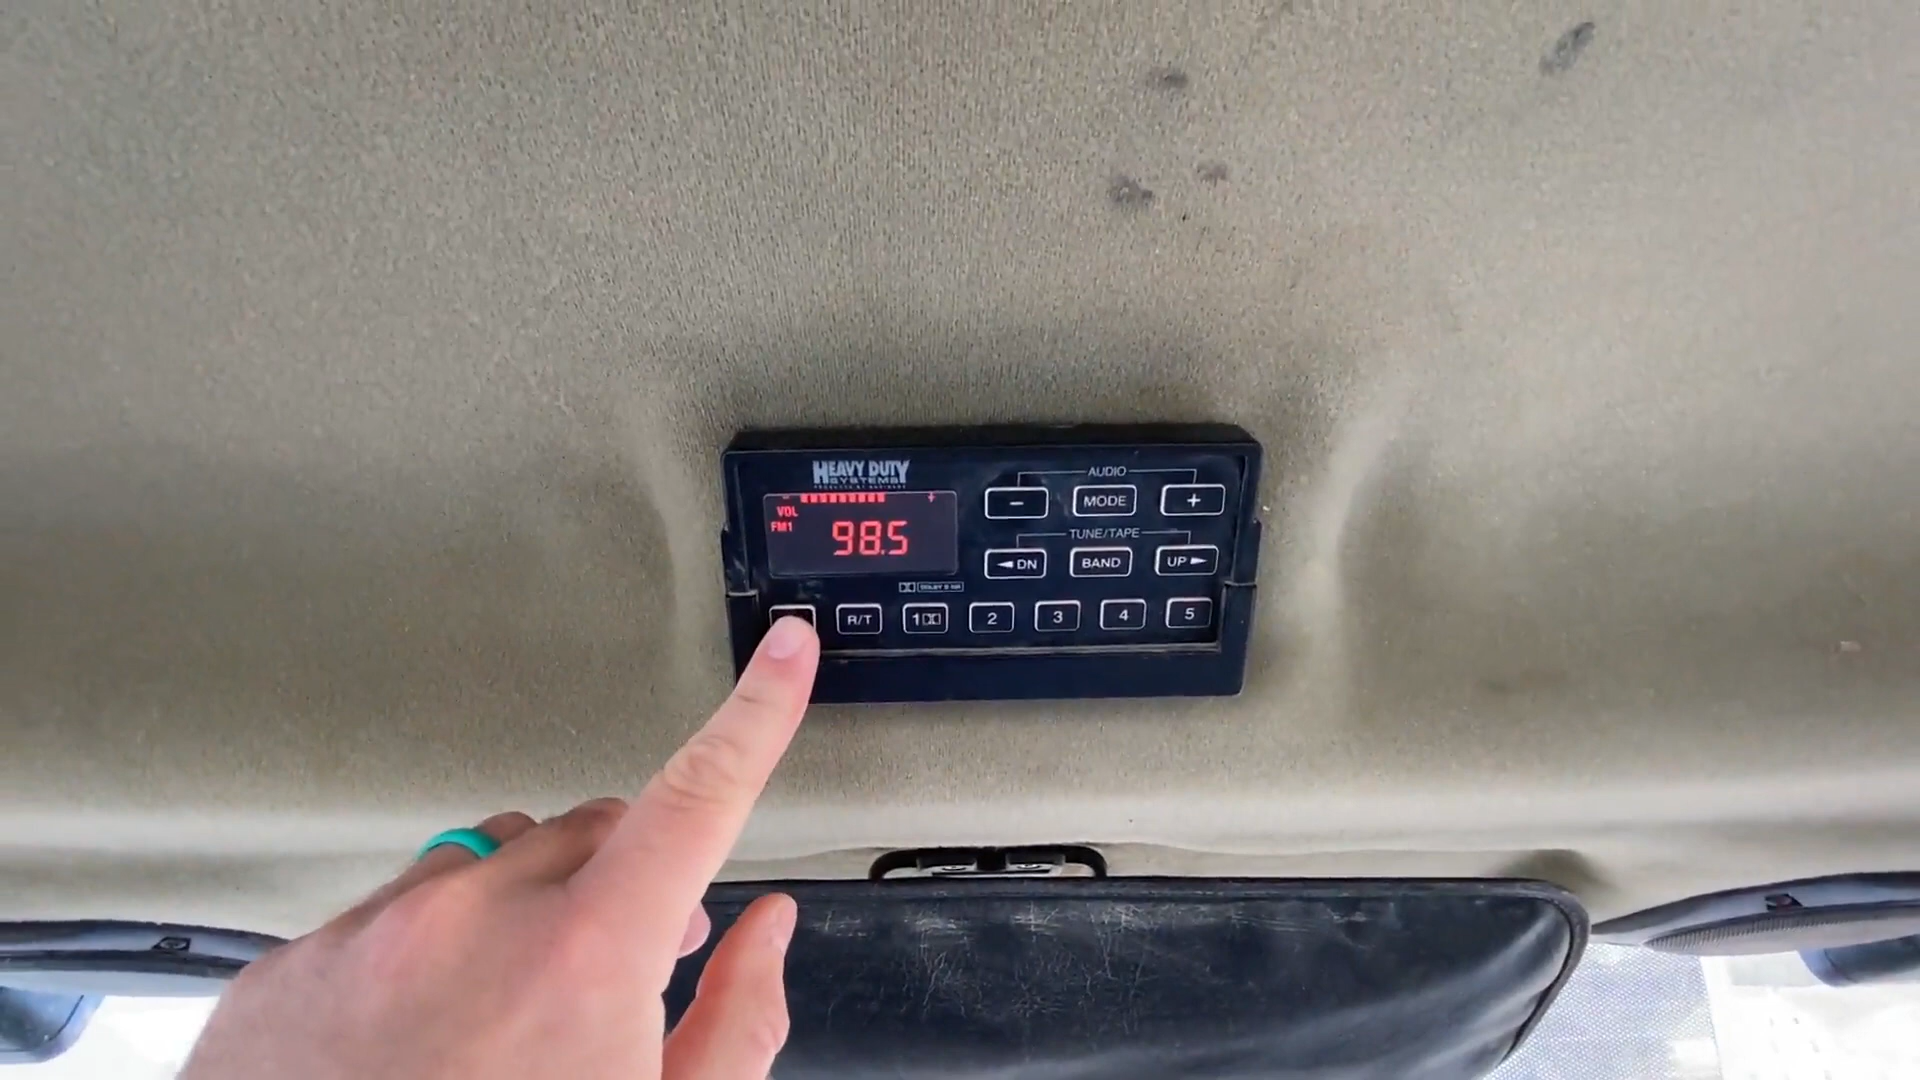 HEAVY DUTY
SYSTEMS
AUDIO
- +
VOL
FM1
98.5
− MODE +
TUNE/TAPE
◄ DN BAND UP ►
DOLBY B NR
R/T 1 2 3 4 5